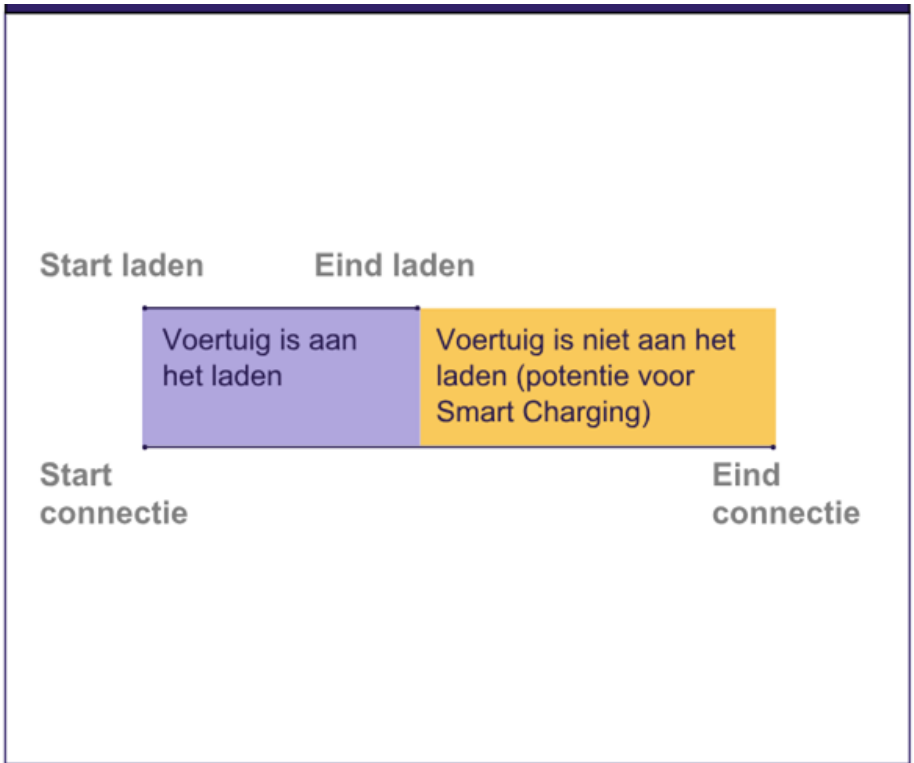 Start laden
Eind laden
Voertuig is aan
het laden
Voertuig is niet aan het
laden (potentie voor
Smart Charging)
Start
connectie
Eind
connectie